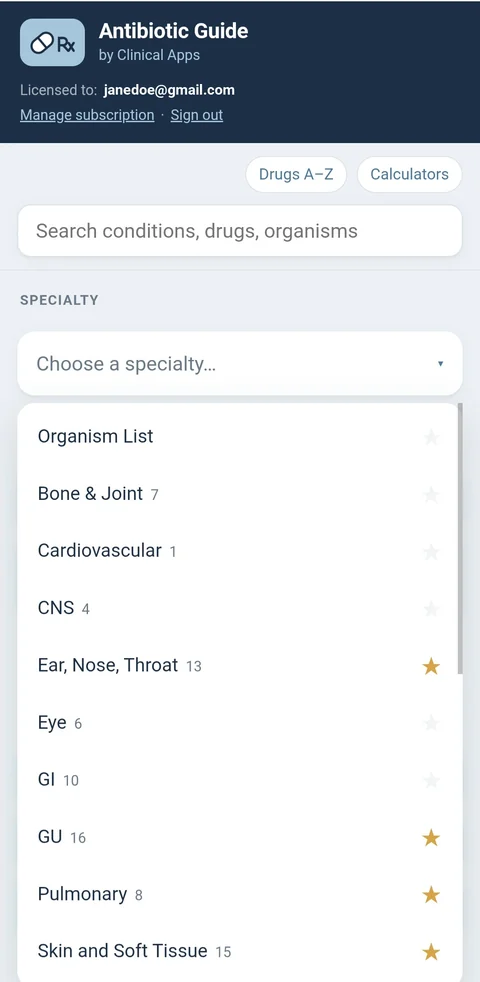 Rx
Antibiotic Guide
by Clinical Apps
Licensed to: janedoe@gmail.com
Manage subscription · Sign out
Drugs A–Z
Calculators
Search conditions, drugs, organisms
SPECIALTY
Choose a specialty...
Organism List
Bone & Joint 7
Cardiovascular 1
CNS 4
Ear, Nose, Throat 13
Eye 6
GI 10
GU 16
Pulmonary 8
Skin and Soft Tissue 15